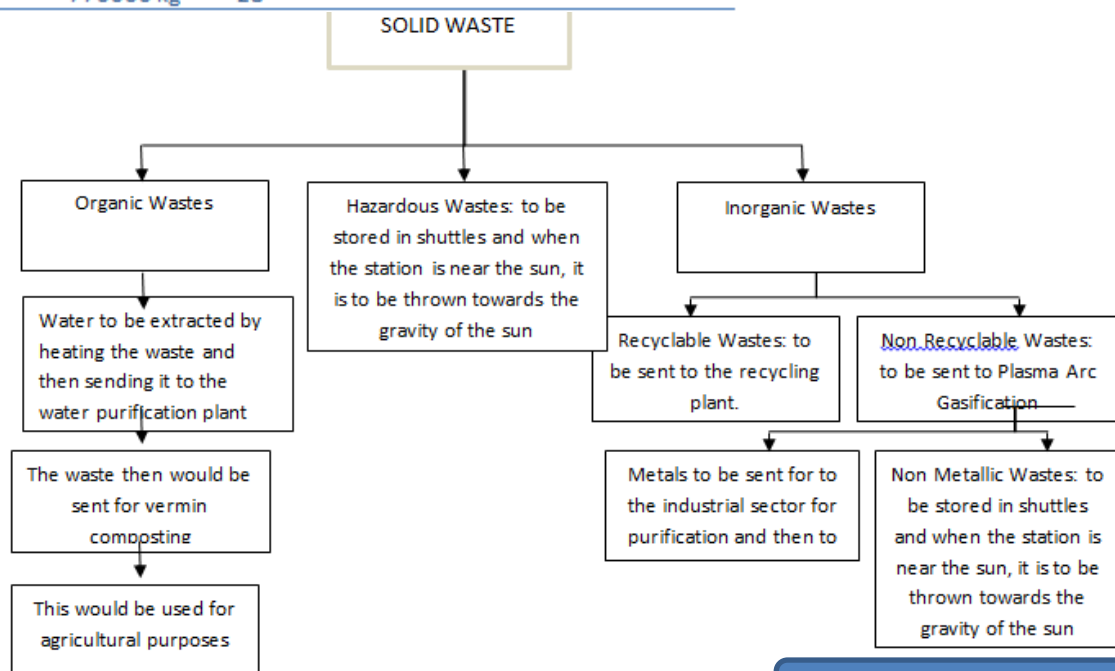 SOLID WASTE
Organic Wastes
Hazardous Wastes: to be
stored in shuttles and when
the station is near the sun, it
is to be thrown towards the
gravity of the sun
Inorganic Wastes
Water to be extracted by
heating the waste and
then sending it to the
water purification plant
Recyclable Wastes: to
be sent to the recycling
plant.
Non Recyclable Wastes:
to be sent to Plasma Arc
Gasification
The waste then would be
sent for vermin
composting
Metals to be sent for to
the industrial sector for
purification and then to
Non Metallic Wastes: to
be stored in shuttles
and when the station is
near the sun, it is to be
thrown towards the
gravity of the sun
This would be used for
agricultural purposes